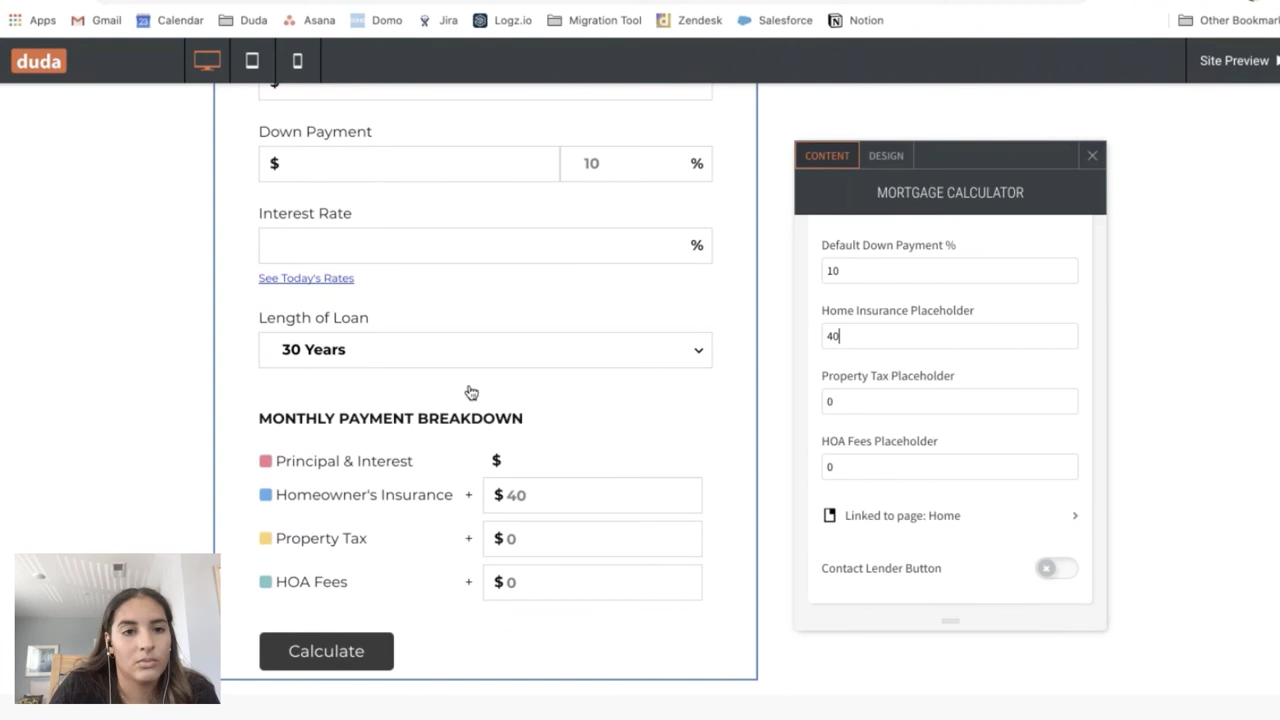 Apps Gmail Calendar Duda Asana Domo Jira Logz.io Migration Tool Zendesk Salesforce Notion Other Bookmar
duda Site Preview
$
Down Payment
$ 10 %
Interest Rate
%
See Today's Rates
Length of Loan
30 Years
MONTHLY PAYMENT BREAKDOWN
Principal & Interest $
Homeowner's Insurance + $ 40
Property Tax + $ 0
HOA Fees + $ 0
Calculate
CONTENT DESIGN
MORTGAGE CALCULATOR
Default Down Payment %
10
Home Insurance Placeholder
40
Property Tax Placeholder
0
HOA Fees Placeholder
0
Linked to page: Home
Contact Lender Button